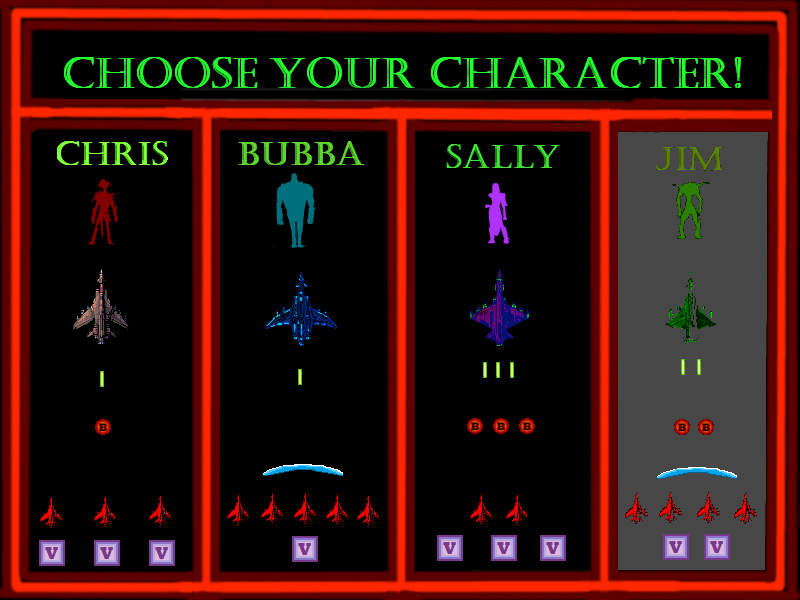 CHOOSE YOUR CHARACTER!
CHRIS BUBBA SALLY JIM
B B B B B B
V V V V V V V V V